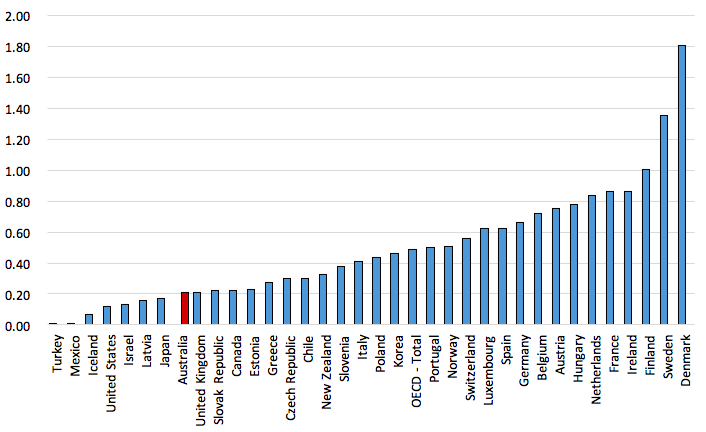 2.00
1.80
1.60
1.40
1.20
1.00
0.80
0.60
0.40
0.20
0.00
Turkey
Mexico
Iceland
United States
Israel
Latvia
Japan
Australia
United Kingdom
Slovak Republic
Canada
Estonia
Greece
Czech Republic
Chile
New Zealand
Slovenia
Italy
Poland
Korea
OECD - Total
Portugal
Norway
Switzerland
Luxembourg
Spain
Germany
Belgium
Austria
Hungary
Netherlands
France
Ireland
Finland
Sweden
Denmark